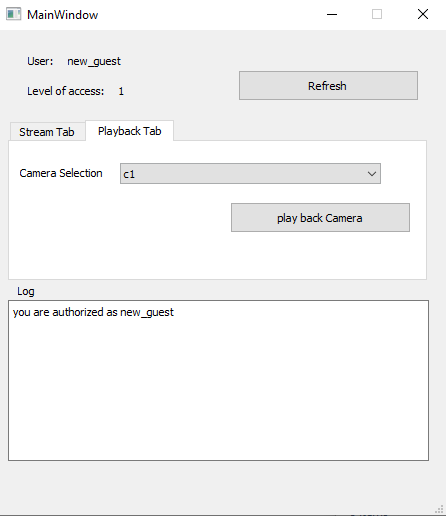 MainWindow
User: new_guest
Level of access: 1
Refresh
Stream Tab
Playback Tab
Camera Selection
c1
play back Camera
Log
you are authorized as new_guest